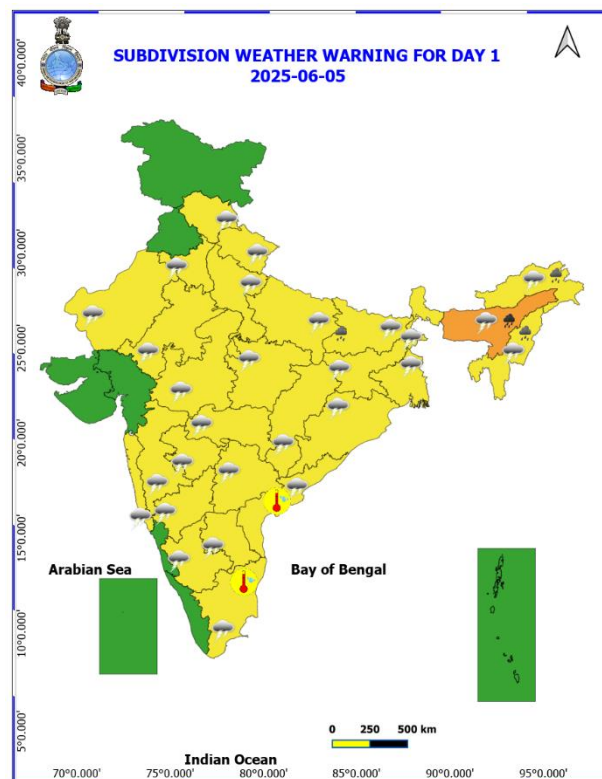 SUBDIVISION WEATHER WARNING FOR DAY 1
2025-06-05
40°0.000'
35°0.000'
30°0.000'
25°0.000'
20°0.000'
15°0.000'
10°0.000'
5°0.000'
Arabian Sea
Bay of Bengal
0 250 500 km
Indian Ocean
70°0.000' 75°0.000' 80°0.000' 85°0.000' 90°0.000' 95°0.000'